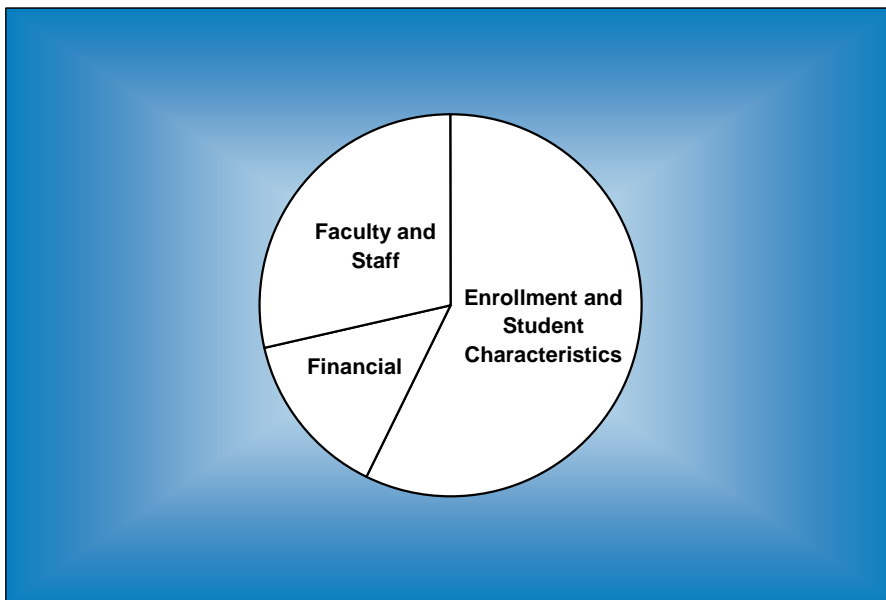 Faculty and
Staff
Enrollment and
Student
Characteristics
Financial